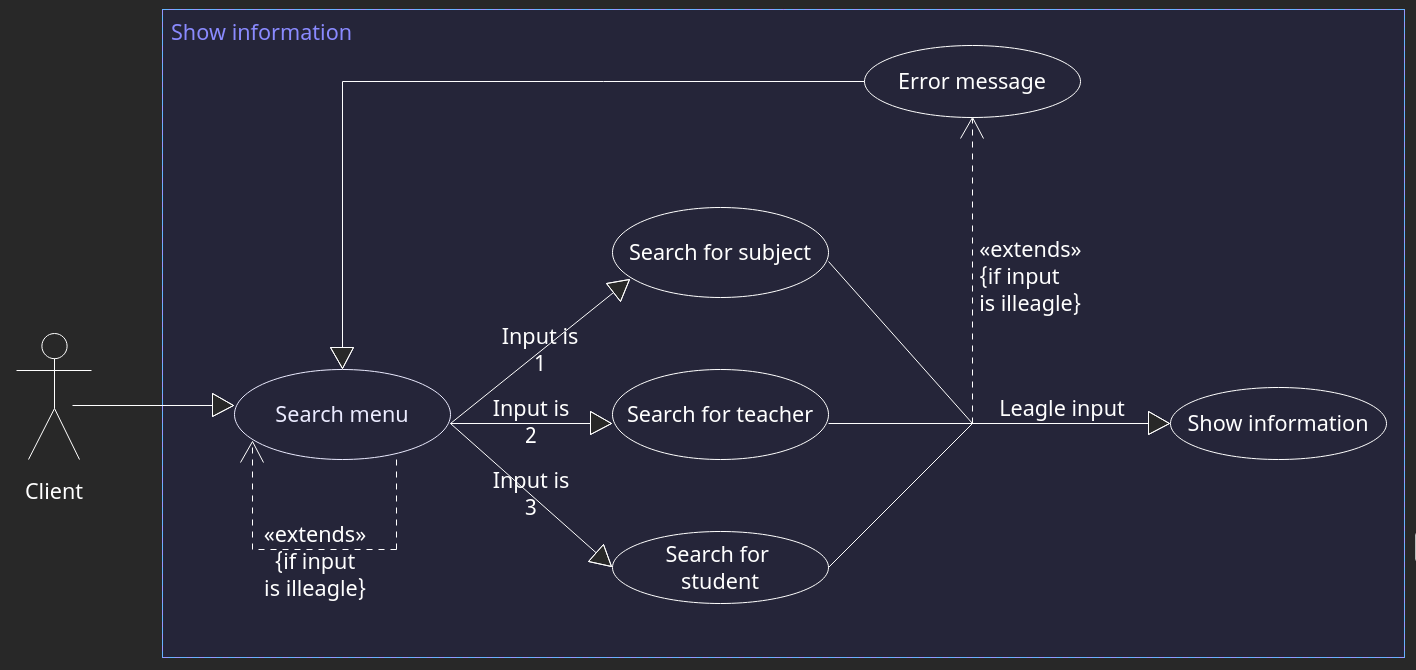 Show information
Error message
Search for subject
«extends»
{if input
is illeagle}
Input is
1
Client
Search menu
Input is
2
Search for teacher
Leagle input
Show information
Input is
3
«extends»
{if input
is illeagle}
Search for
student